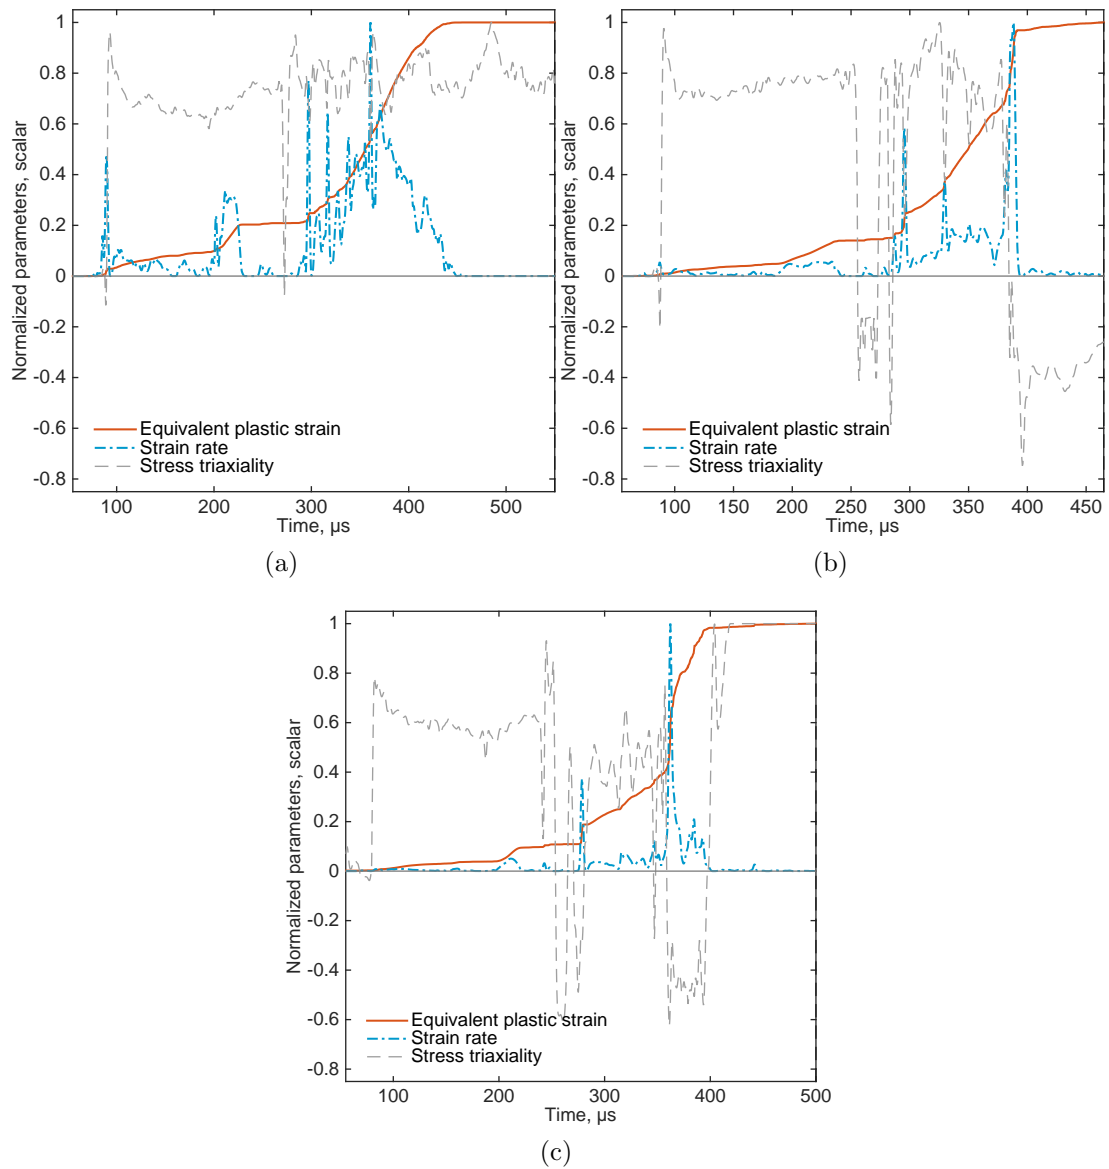 1
0.8
0.6
0.4
0.2
0
-0.2
-0.4
-0.6
-0.8
Normalized parameters, scalar
Equivalent plastic strain
Strain rate
Stress triaxiality
100 200 300 400 500
Time, µs
(a)
1
0.8
0.6
0.4
0.2
0
-0.2
-0.4
-0.6
-0.8
Normalized parameters, scalar
Equivalent plastic strain
Strain rate
Stress triaxiality
100 150 200 250 300 350 400 450
Time, µs
(b)
1
0.8
0.6
0.4
0.2
0
-0.2
-0.4
-0.6
-0.8
Normalized parameters, scalar
Equivalent plastic strain
Strain rate
Stress triaxiality
100 200 300 400 500
Time, µs
(c)